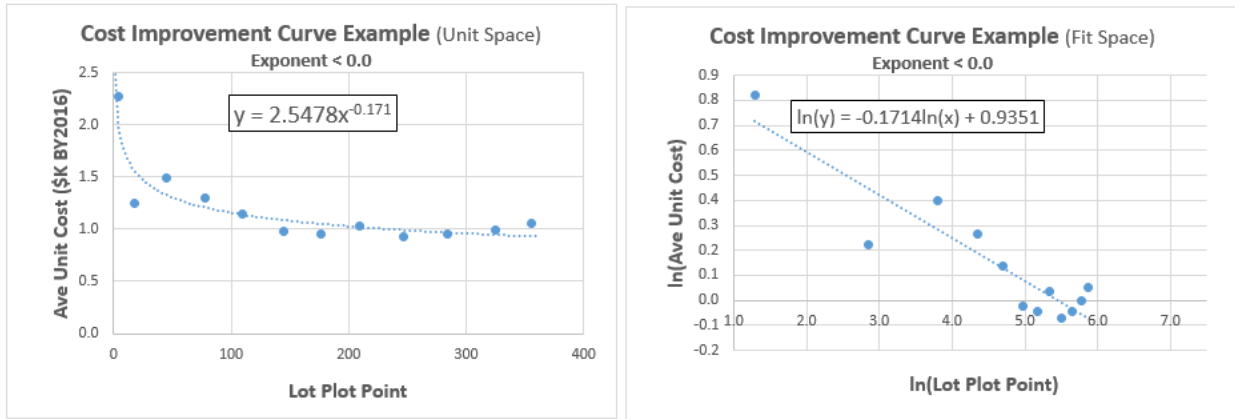 Cost Improvement Curve Example (Unit Space)
Exponent < 0.0
2.5
2.0
1.5
1.0
0.5
0.0
y = 2.5478x^-0.171
Ave Unit Cost ($K BY2016)
0 100 200 300 400
Lot Plot Point
Cost Improvement Curve Example (Fit Space)
Exponent < 0.0
0.9
0.8
0.7
0.6
0.5
0.4
0.3
0.2
0.1
0.0
-0.1
-0.2
ln(y) = -0.1714ln(x) + 0.9351
ln(Ave Unit Cost)
1.0 2.0 3.0 4.0 5.0 6.0 7.0
ln(Lot Plot Point)